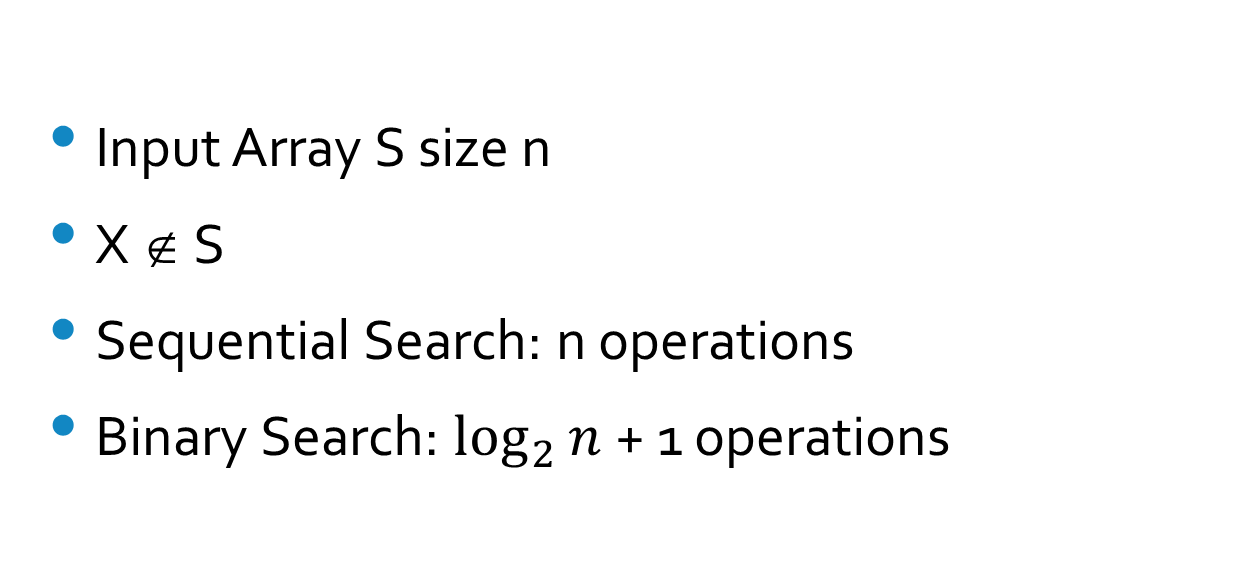 • Input Array S size n
• X ∉ S
• Sequential Search: n operations
• Binary Search: log₂ n + 1 operations